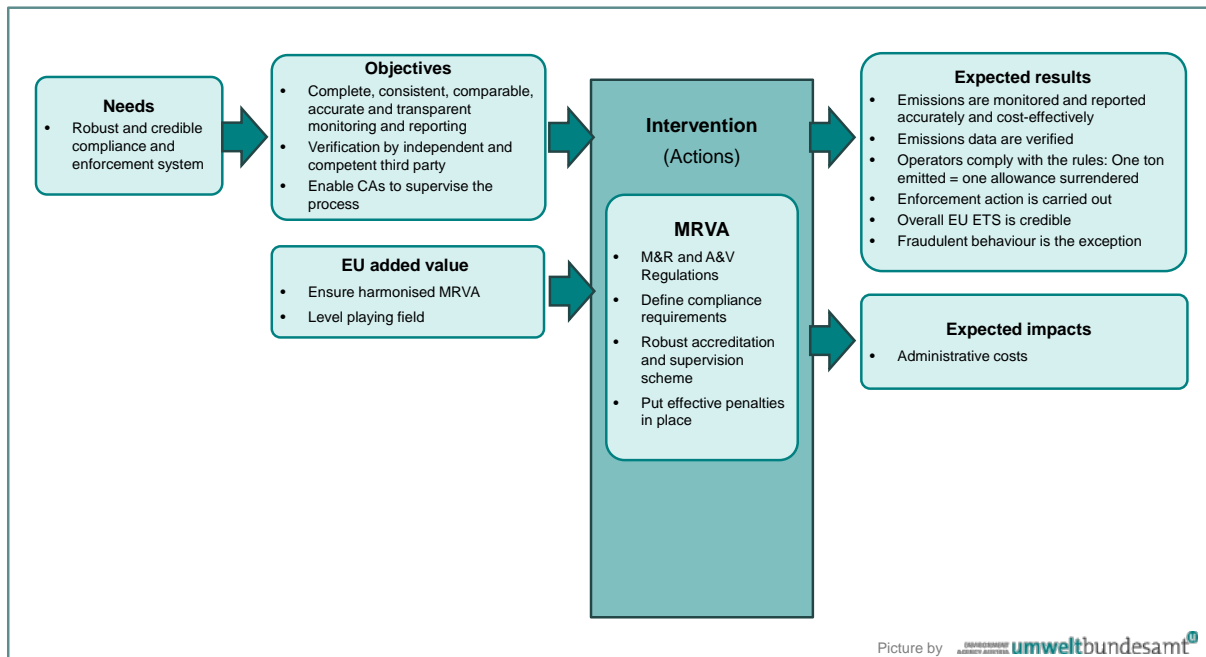 Needs
• Robust and credible
compliance and
enforcement system
Objectives
• Complete, consistent, comparable,
accurate and transparent
monitoring and reporting
• Verification by independent and
competent third party
• Enable CAs to supervise the
process
EU added value
• Ensure harmonised MRVA
• Level playing field
Intervention
(Actions)
MRVA
• M&R and A&V
Regulations
• Define compliance
requirements
• Robust accreditation
and supervision
scheme
• Put effective penalties
in place
Expected results
• Emissions are monitored and reported
accurately and cost-effectively
• Emissions data are verified
• Operators comply with the rules: One ton
emitted = one allowance surrendered
• Enforcement action is carried out
• Overall EU ETS is credible
• Fraudulent behaviour is the exception
Expected impacts
• Administrative costs
Picture by
ENVIRONMENT
AGENCY AUSTRIA
umweltbundesamt
u